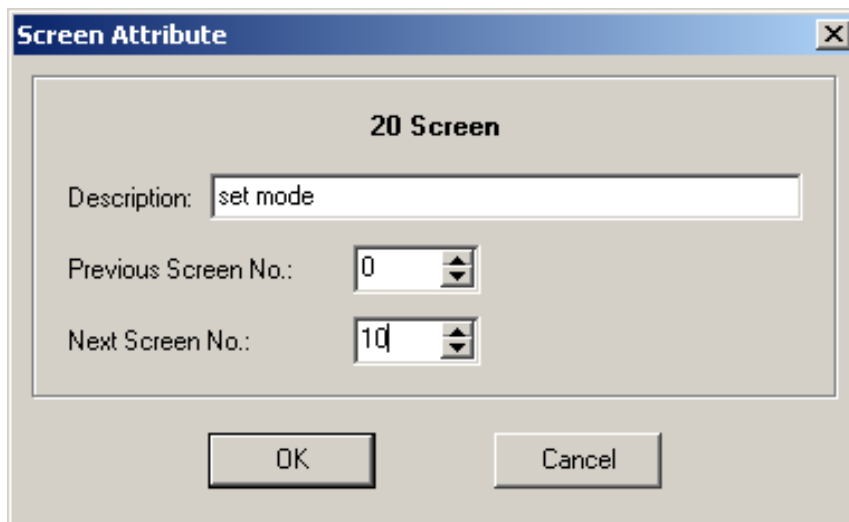 Screen Attribute
20 Screen
Description: set mode
Previous Screen No.: 0
Next Screen No.: 10
OK Cancel